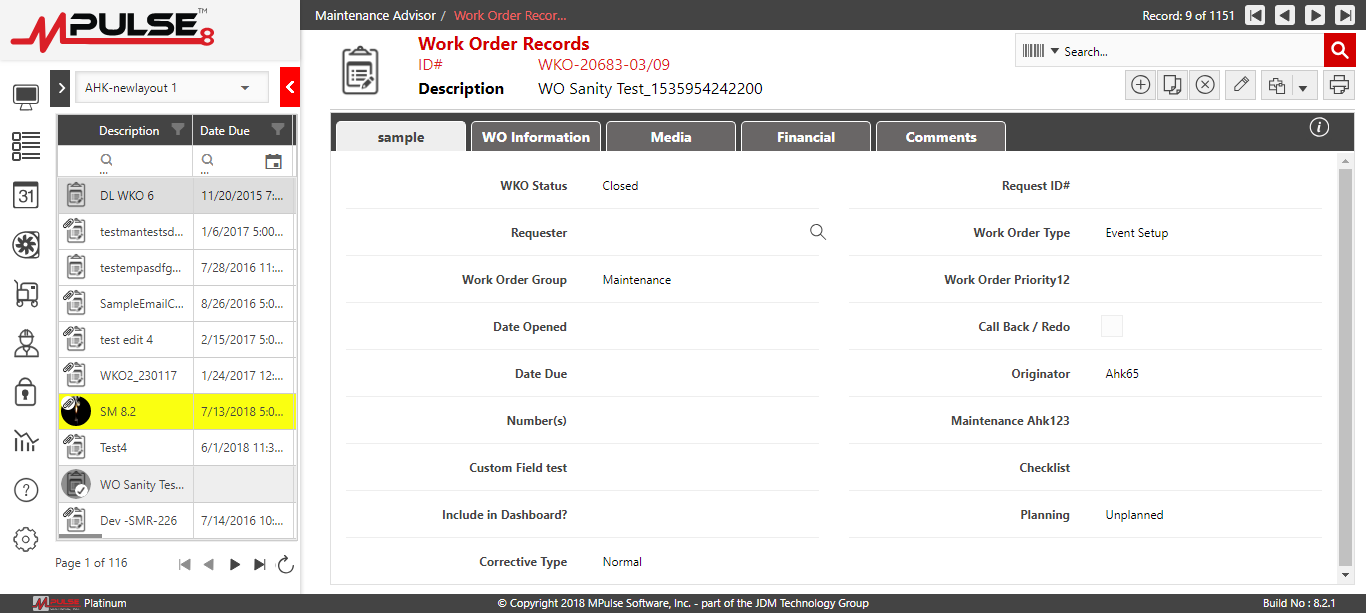 MPULSE 8 ™
Maintenance Advisor / Work Order Recor...
Record: 9 of 1151
AHK-newlayout 1
Work Order Records
ID# WKO-20683-03/09
Description WO Sanity Test_1535954242200
Search...
Description Date Due
... ...
DL WKO 6 11/20/2015 7:...
testmantestsd... 1/6/2017 5:00...
testempasdfg... 7/28/2016 11:...
SampleEmailC... 8/26/2016 5:0...
test edit 4 2/15/2017 5:0...
WKO2_230117 1/24/2017 12:...
SM 8.2 7/13/2018 5:0...
Test4 6/1/2018 11:3...
WO Sanity Tes...
Dev -SMR-226 7/14/2016 10:...
Page 1 of 116
31
?
sample WO Information Media Financial Comments
i
WKO Status Closed Request ID#
Requester Work Order Type Event Setup
Work Order Group Maintenance Work Order Priority12
Date Opened Call Back / Redo
Date Due Originator Ahk65
Number(s) Maintenance Ahk123
Custom Field test Checklist
Include in Dashboard? Planning Unplanned
Corrective Type Normal
MPULSE 8 Platinum
© Copyright 2018 MPulse Software, Inc. - part of the JDM Technology Group
Build No : 8.2.1